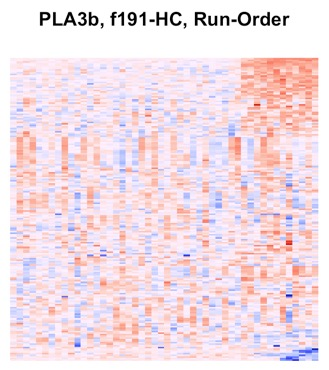 PLA3b, f191-HC, Run-Order